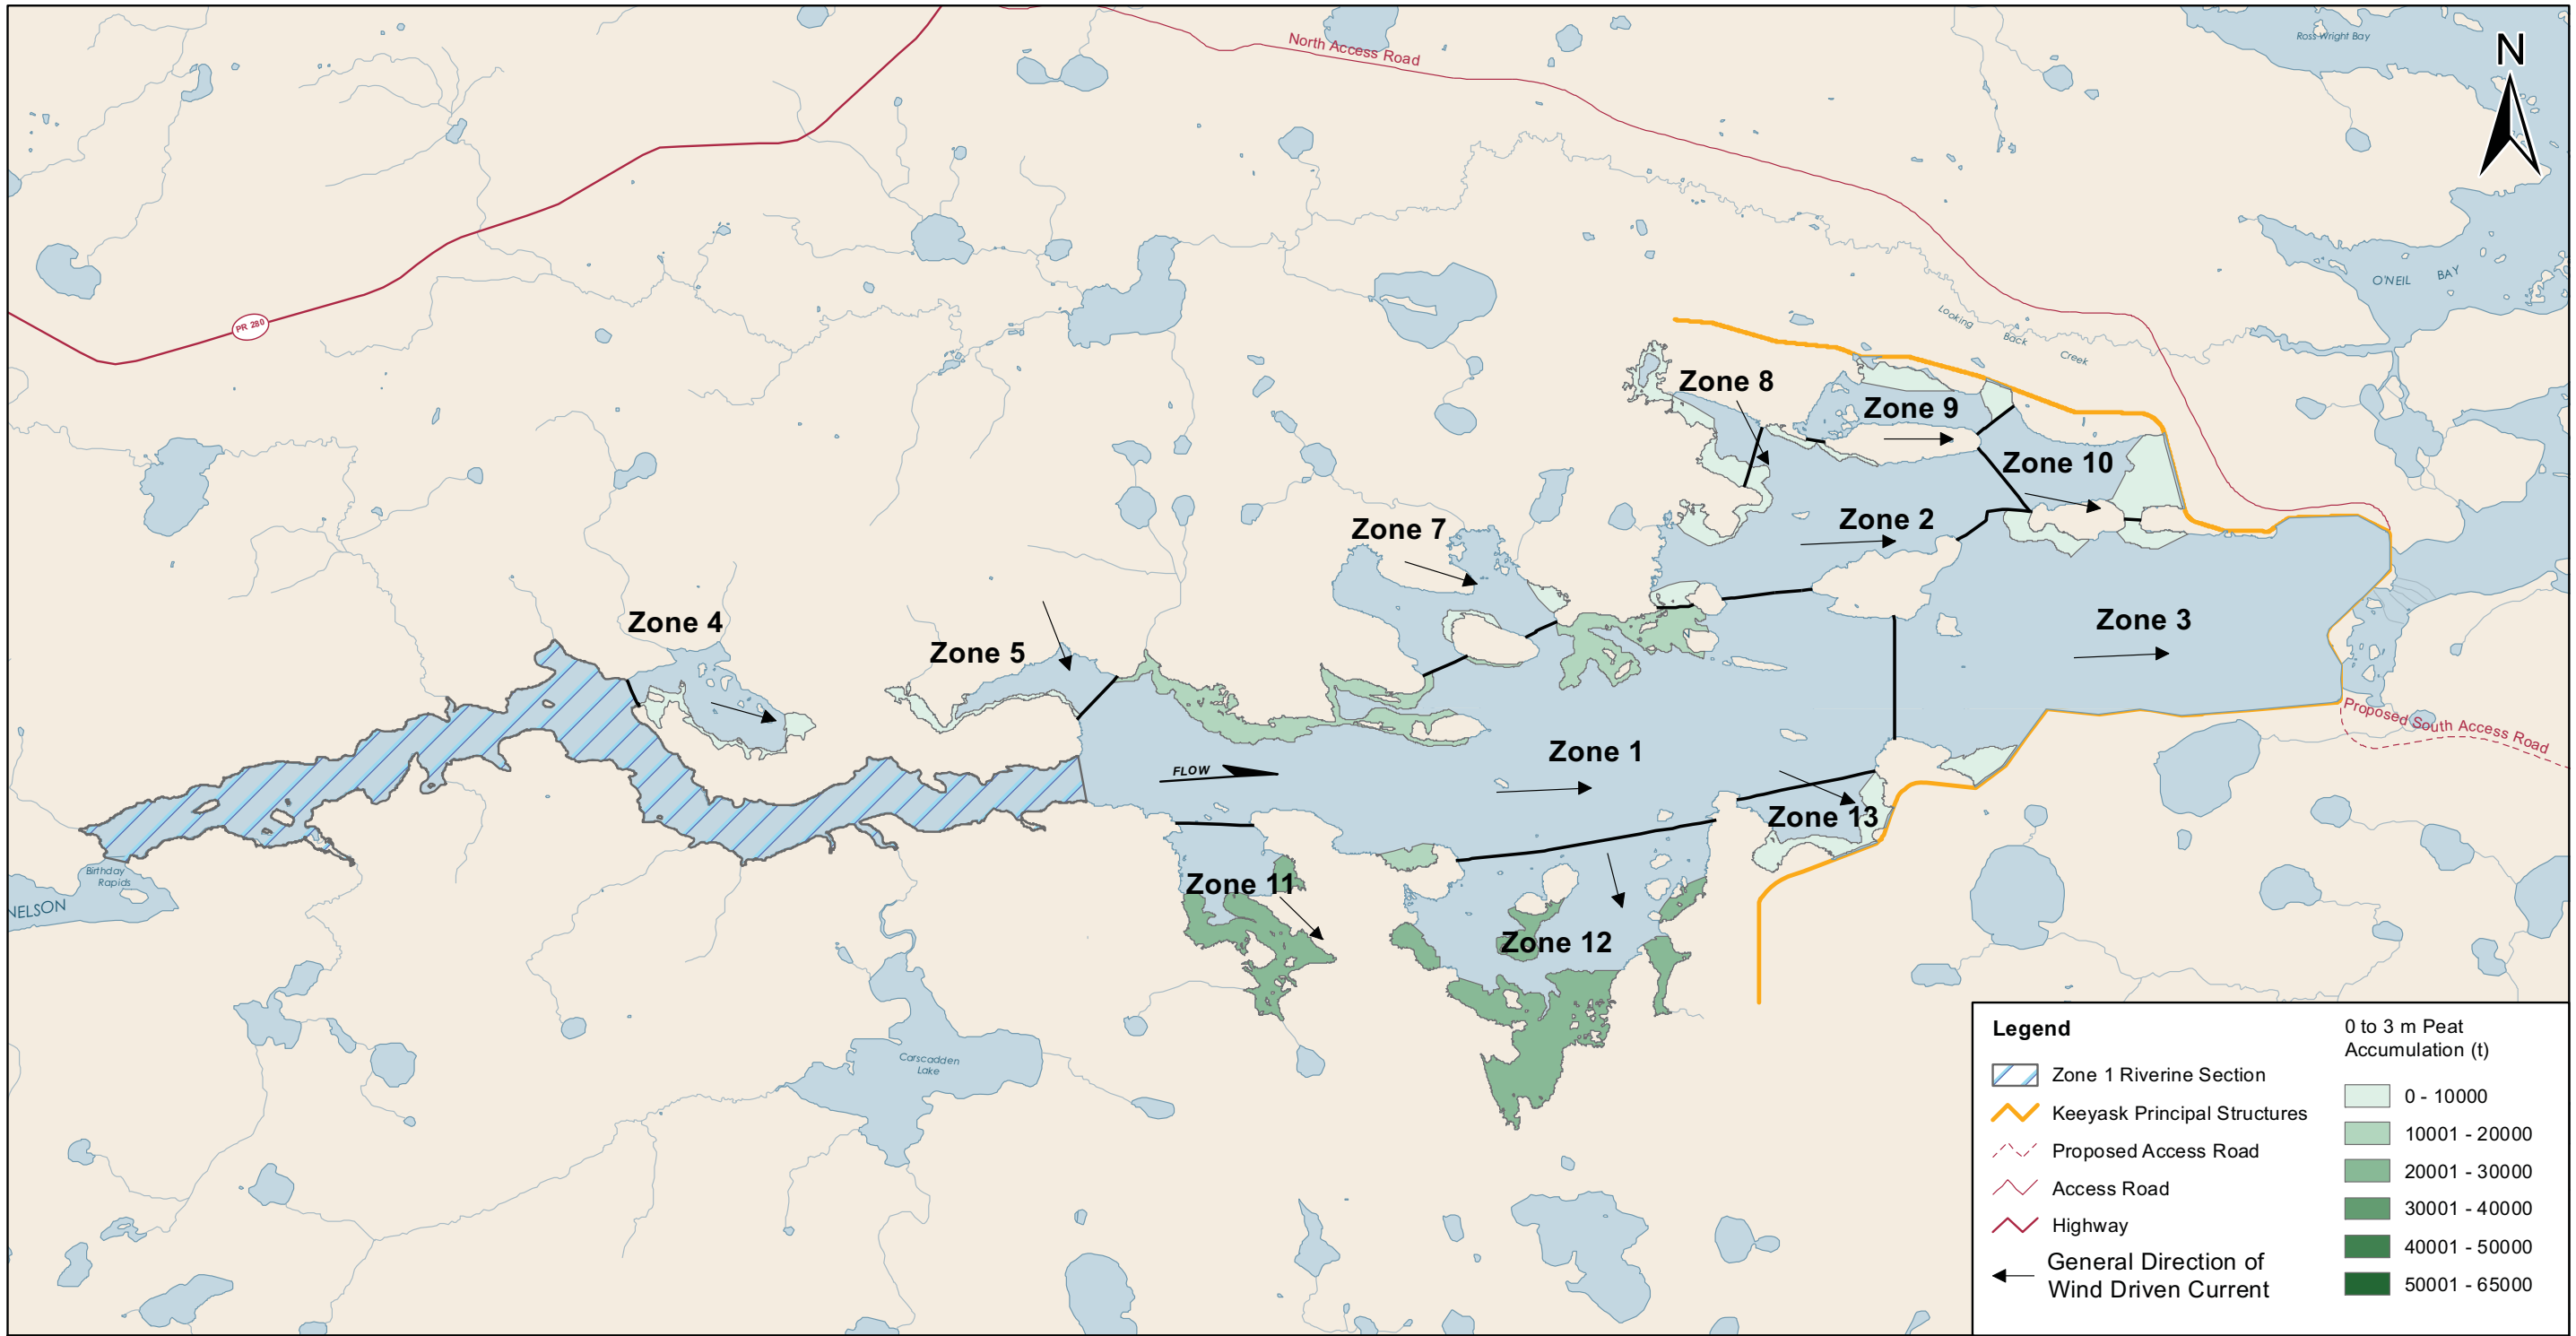 North Access Road
Ross Wright Bay
N
PR 280
O'NEIL BAY
Looking Back Creek
Zone 8
Zone 9
Zone 10
Zone 7
Zone 2
Zone 4
Zone 5
Zone 3
Proposed South Access Road
Zone 1
FLOW
Zone 13
Birthday
Rapids
NELSON
Zone 11
Zone 12
Carscadden
Lake
Legend
Zone 1 Riverine Section
Keeyask Principal Structures
Proposed Access Road
Access Road
Highway
General Direction of
Wind Driven Current
0 to 3 m Peat
Accumulation (t)
0 - 10000
10001 - 20000
20001 - 30000
30001 - 40000
40001 - 50000
50001 - 65000